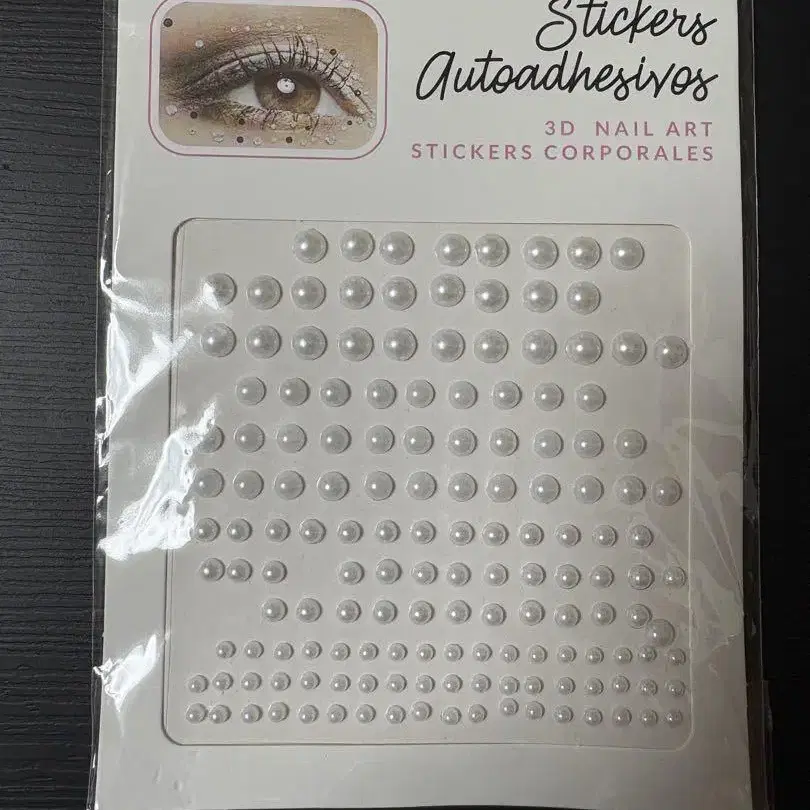 Stickers
Autoadhesivos
3D NAIL ART
STICKERS CORPORALES